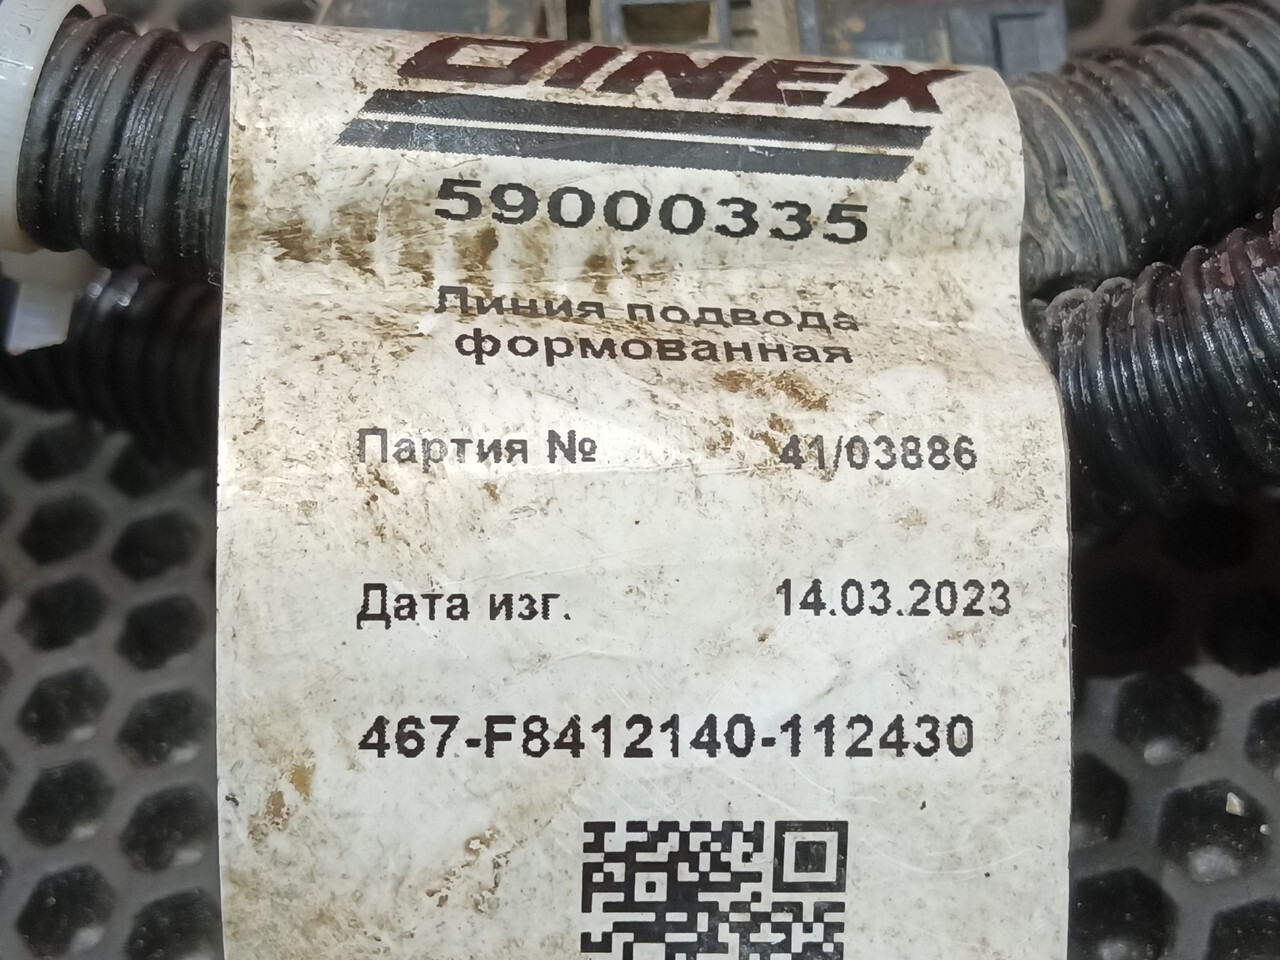 DINEX
59000335
Линия подвода
формованная
Партия № 41/03886
Дата изг. 14.03.2023
467-F8412140-112430